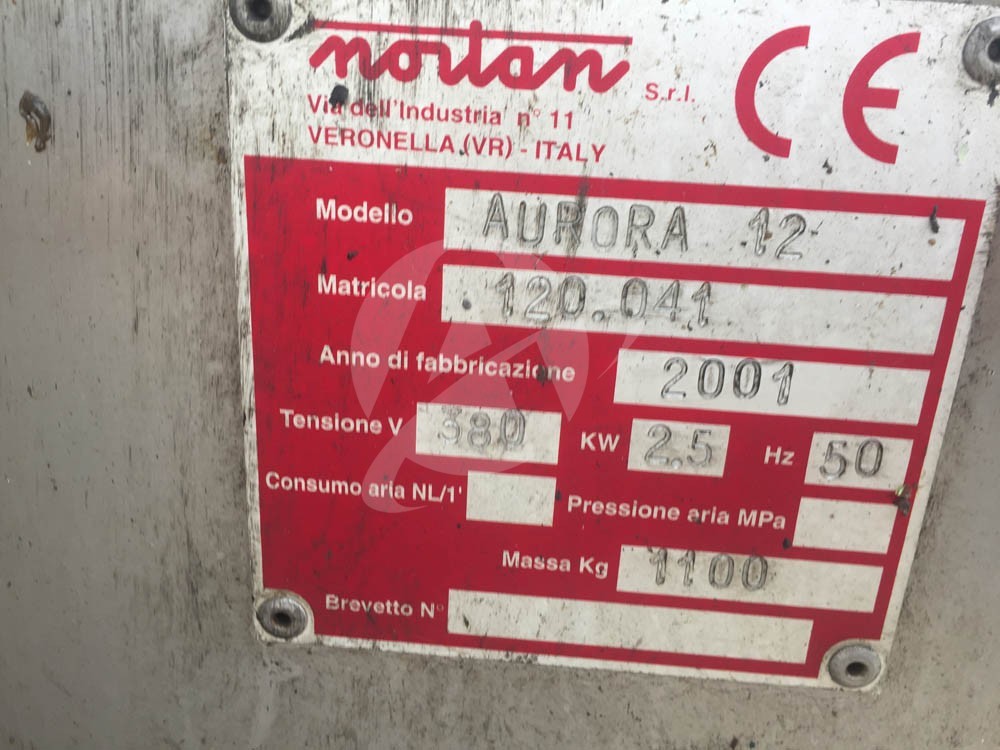 nortan S.r.l. CE
Via dell'Industria n° 11
VERONELLA (VR) - ITALY
Modello AURORA 12
Matricola 120.041
Anno di fabbricazione 2001
Tensione V 380 KW 2.5 Hz 50
Consumo aria NL/1' Pressione aria MPa
Massa Kg 1100
Brevetto N°